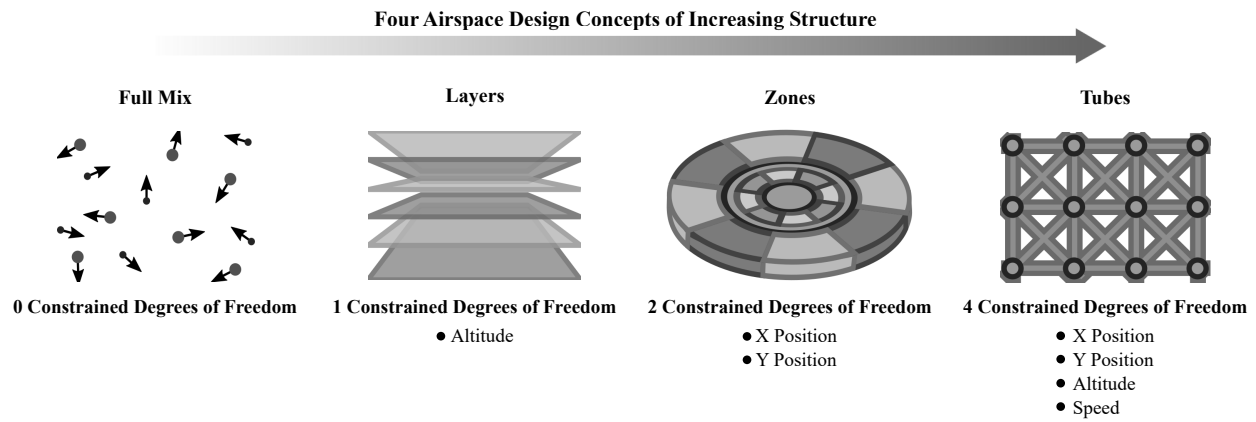 Four Airspace Design Concepts of Increasing Structure
Full Mix
Layers
Zones
Tubes
0 Constrained Degrees of Freedom
1 Constrained Degrees of Freedom
2 Constrained Degrees of Freedom
4 Constrained Degrees of Freedom
• Altitude
• X Position
• Y Position
• X Position
• Y Position
• Altitude
• Speed